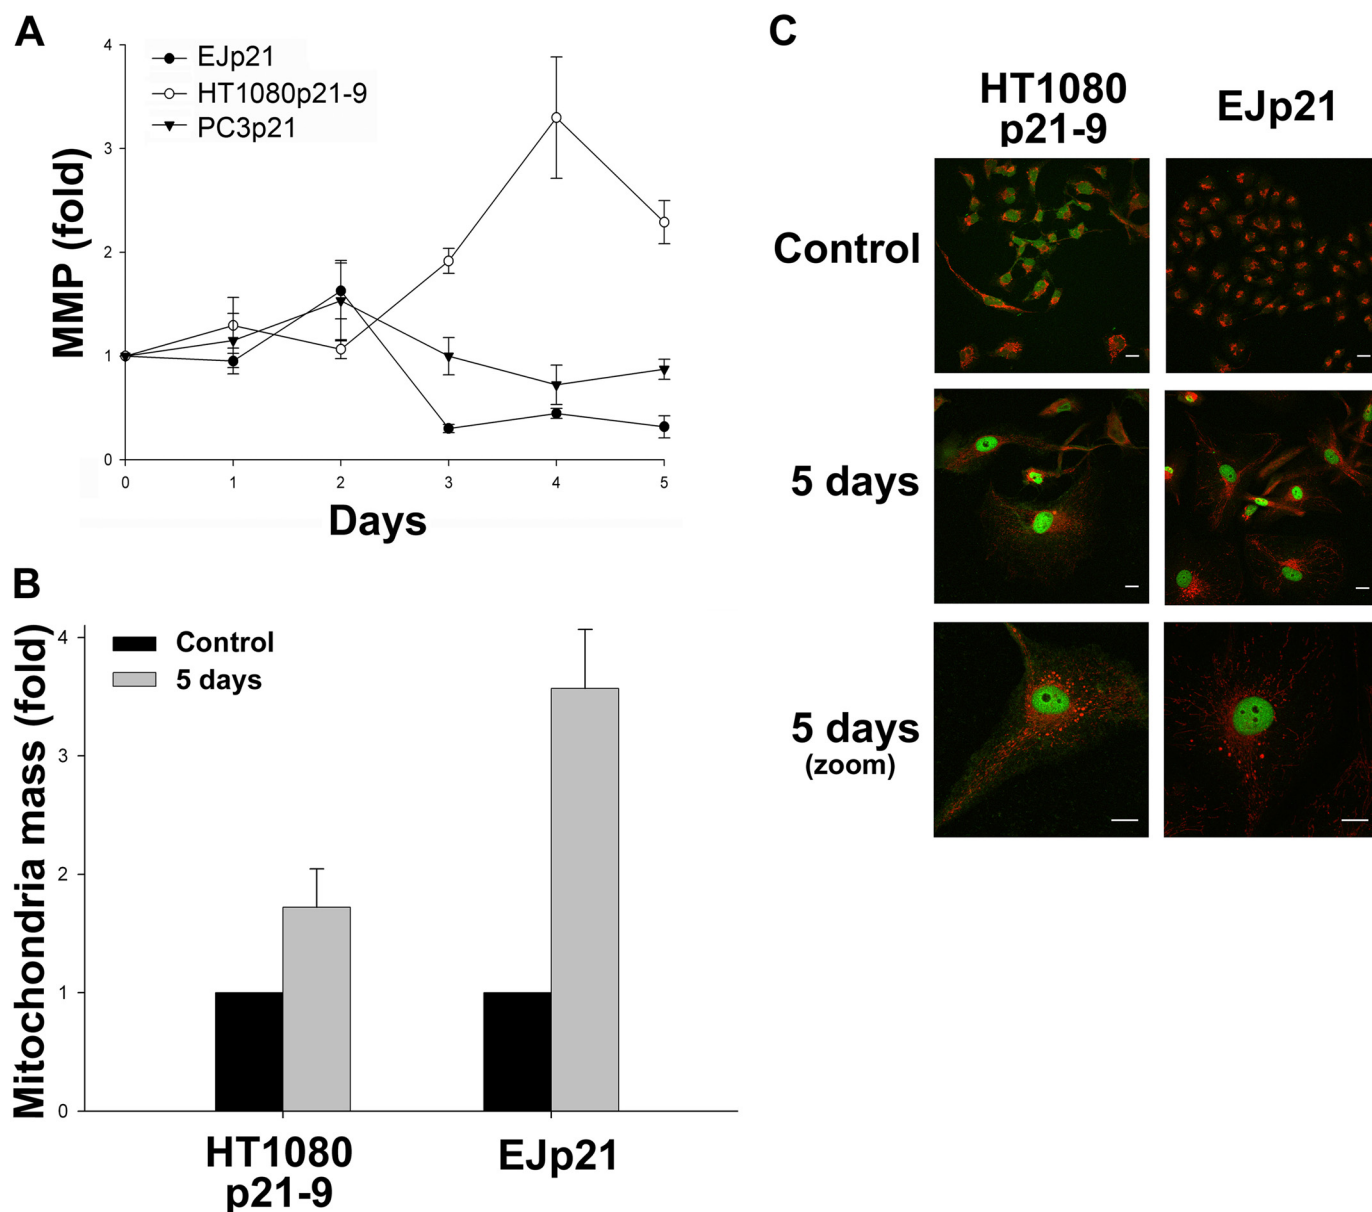 A
4
3
2
1
0
MMP (fold)
EJp21
HT1080p21-9
PC3p21
0 1 2 3 4 5
Days
B
4
3
2
1
0
Mitochondria mass (fold)
Control
5 days
HT1080
p21-9
EJp21
C
HT1080
p21-9
EJp21
Control
5 days
5 days
(zoom)